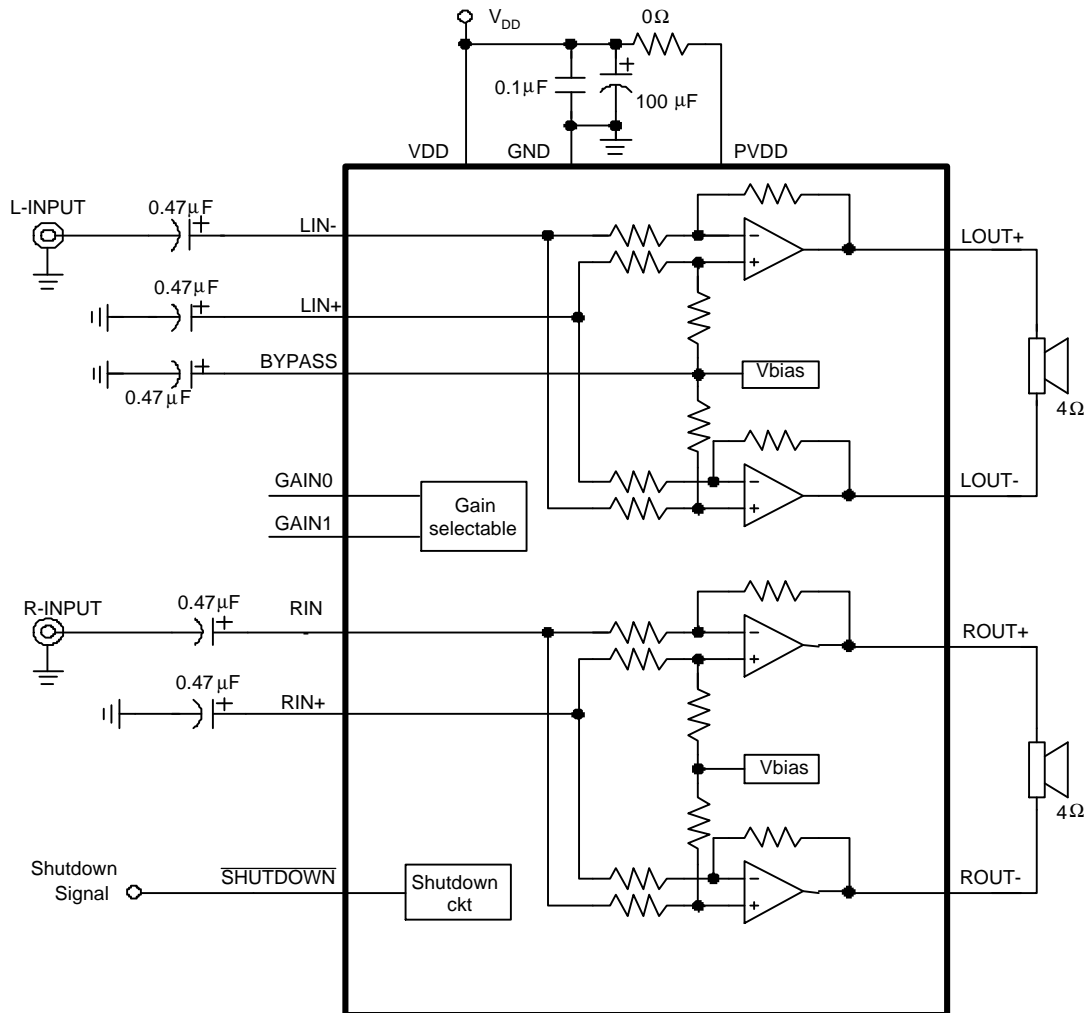 V_DD
0Ω
0.1µF
+
100 µF
VDD
GND
PVDD
L-INPUT
0.47µF
+
LIN-
−
+
LOUT+
0.47µF
+
LIN+
BYPASS
+
0.47µF
Vbias
4Ω
GAIN0
GAIN1
Gain
selectable
−
+
LOUT-
R-INPUT
0.47µF
+
RIN
−
+
ROUT+
0.47µF
+
RIN+
Vbias
4Ω
Shutdown
Signal
SHUTDOWN
Shutdown
ckt
−
+
ROUT-